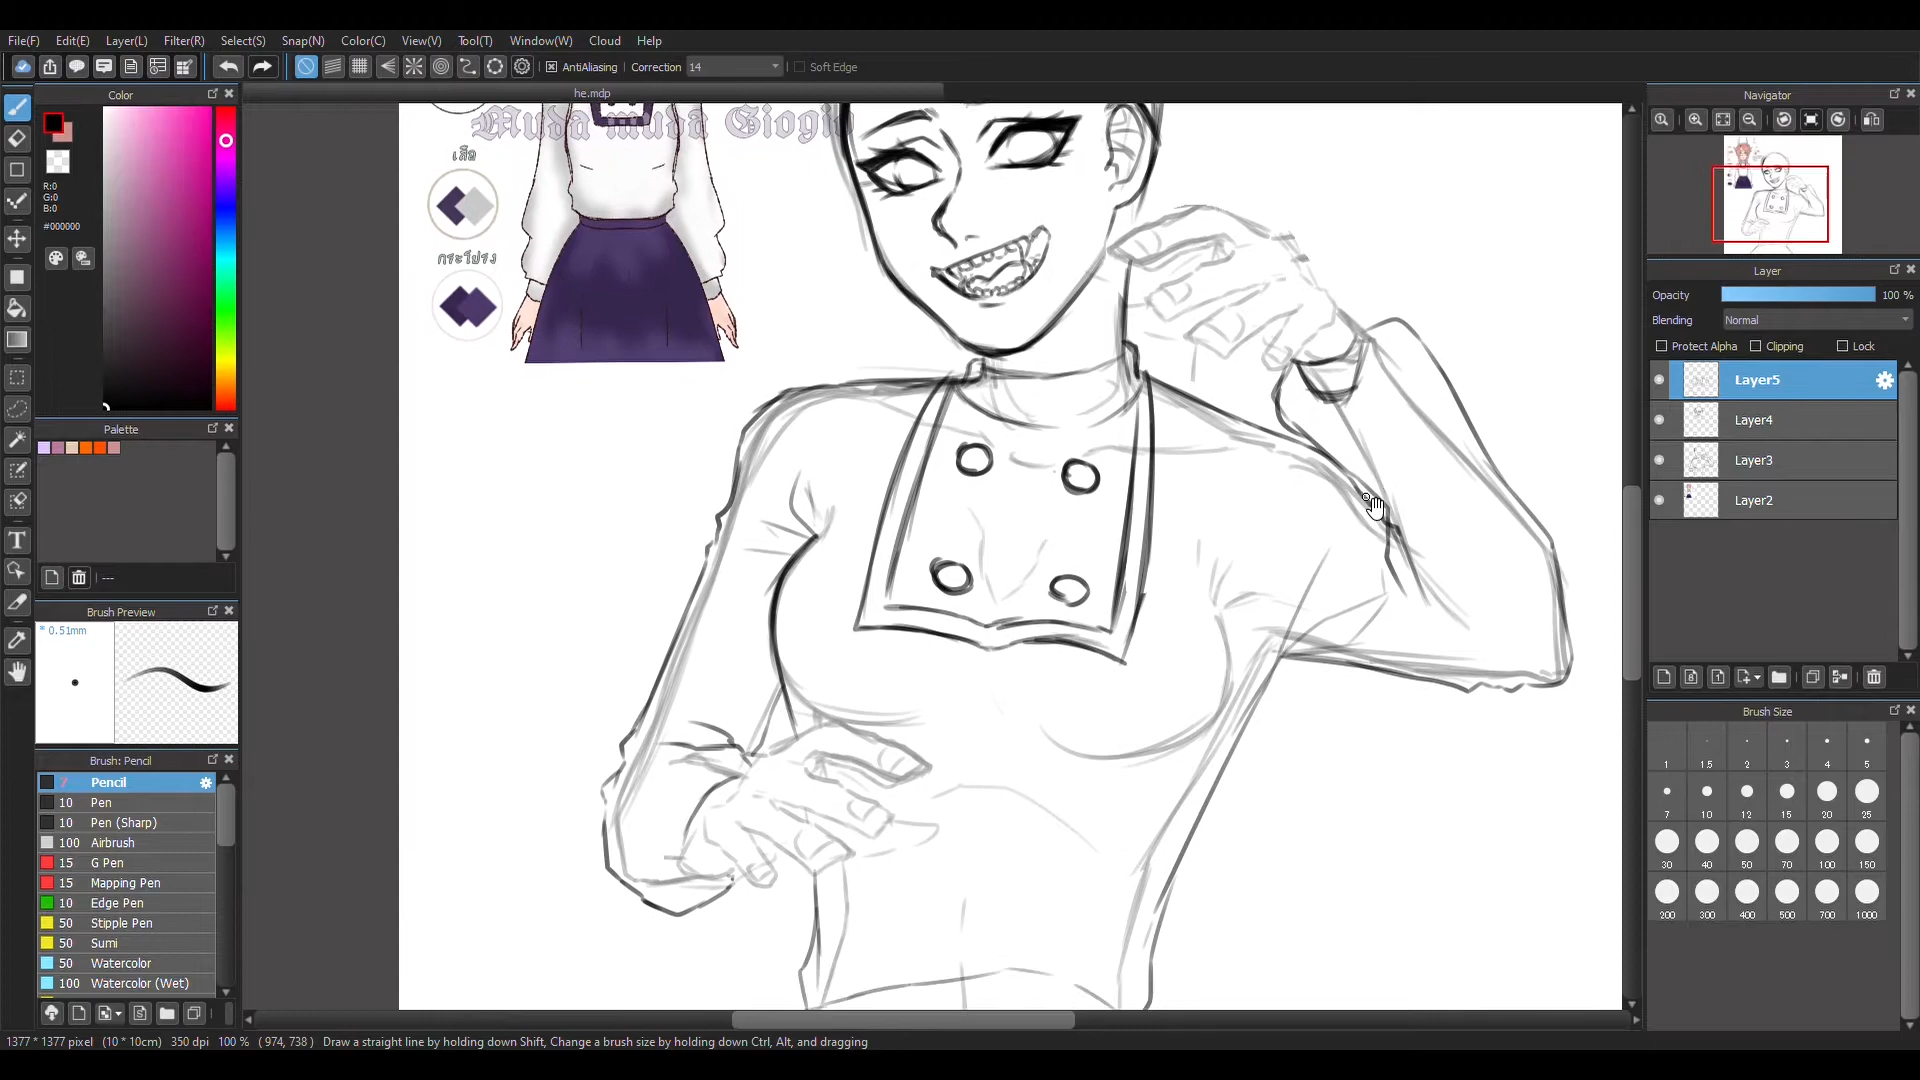 File(F) Edit(E) Layer(L) Filter(R) Select(S) Snap(N) Color(C) View(V) Tool(T) Window(W) Cloud Help
AntiAliasing Correction 14 Soft Edge
Color
he.mdp
Navigator
Muda muda Giogio
เสื้อ
กระโปรง
R:0
G:0
B:0
#000000
Palette
---
Brush Preview
* 0.51mm
Brush: Pencil
7 Pencil
10 Pen
10 Pen (Sharp)
100 Airbrush
15 G Pen
15 Mapping Pen
10 Edge Pen
50 Stipple Pen
50 Sumi
50 Watercolor
100 Watercolor (Wet)
Layer
Opacity 100 %
Blending Normal
Protect Alpha Clipping Lock
Layer5
Layer4
Layer3
Layer2
Brush Size
1 1.5 2 3 4 5
7 10 12 15 20 25
30 40 50 70 100 150
200 300 400 500 700 1000
1377 * 1377 pixel (10 * 10cm) 350 dpi 100 % ( 974, 738 ) Draw a straight line by holding down Shift, Change a brush size by holding down Ctrl, Alt, and dragging